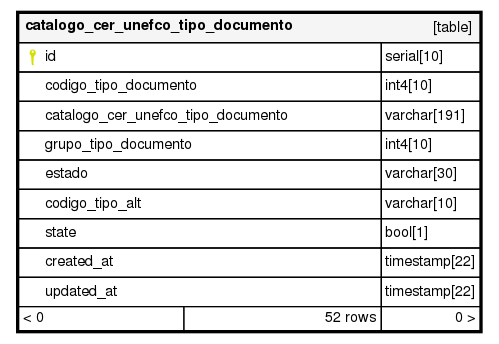 catalogo_cer_unefco_tipo_documento [table]
id serial[10]
codigo_tipo_documento int4[10]
catalogo_cer_unefco_tipo_documento varchar[191]
grupo_tipo_documento int4[10]
estado varchar[30]
codigo_tipo_alt varchar[10]
state bool[1]
created_at timestamp[22]
updated_at timestamp[22]
< 0 52 rows 0 >